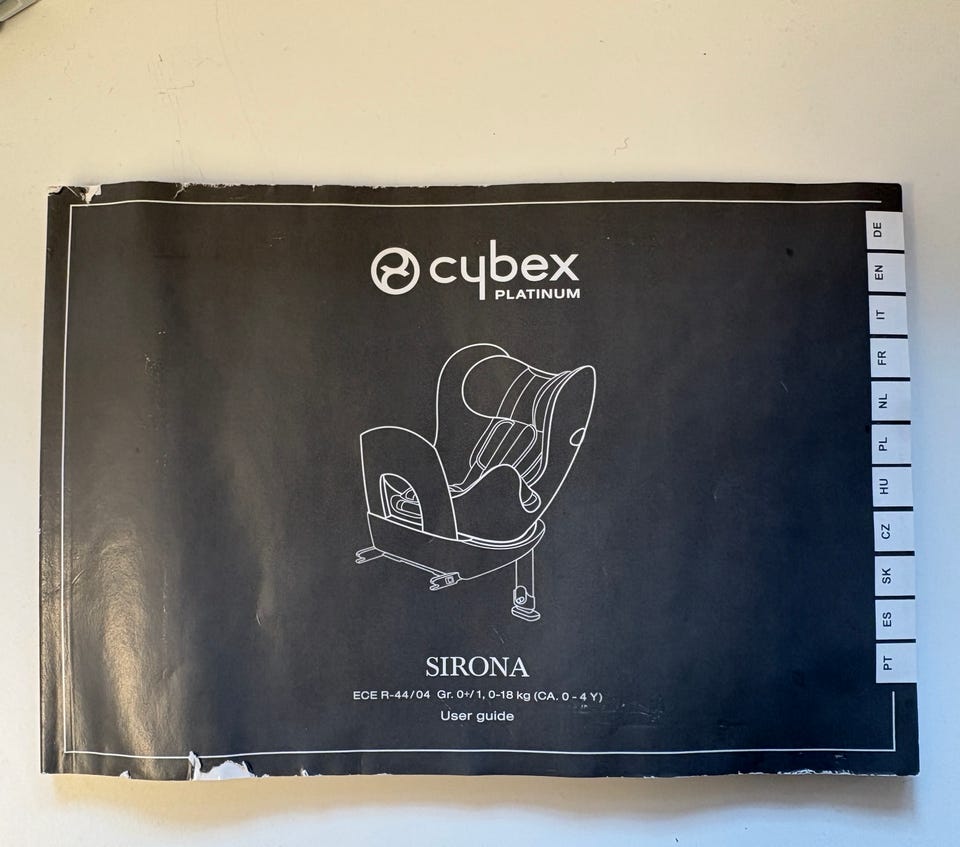 cybex
PLATINUM
SIRONA
ECE R-44/04 Gr. 0+/1, 0-18 kg (CA. 0 - 4 Y)
User guide
DE
EN
IT
FR
NL
PL
HU
CZ
SK
ES
PT